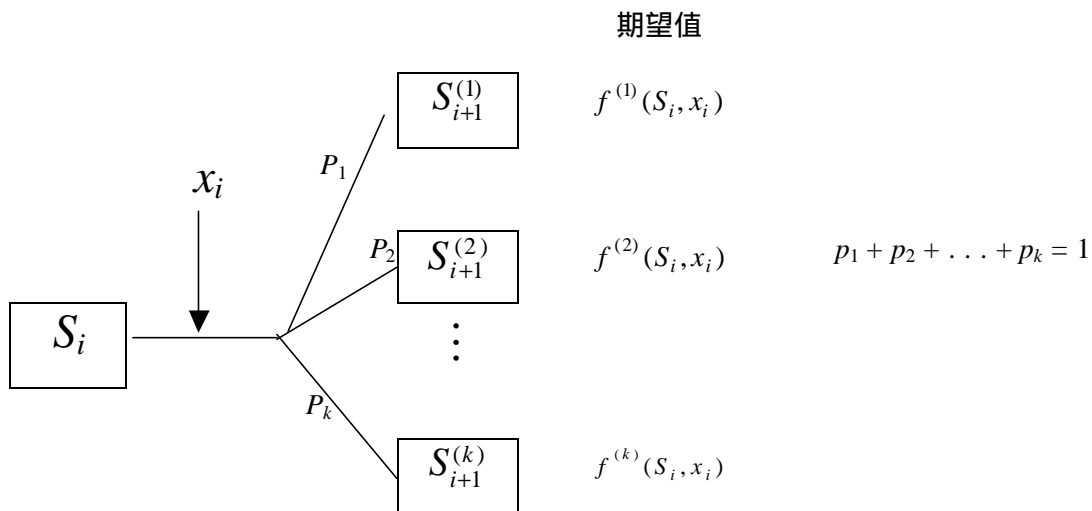 期望值
S_{i+1}^{(1)} f^{(1)}(S_i, x_i)
P_1
x_i
P_2 S_{i+1}^{(2)} f^{(2)}(S_i, x_i) p_1 + p_2 + . . . + p_k = 1
S_i
⋮
P_k
S_{i+1}^{(k)} f^{(k)}(S_i, x_i)